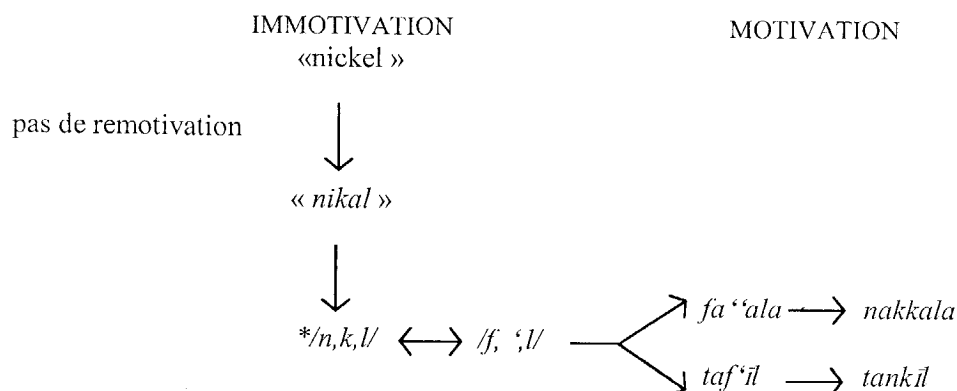 IMMOTIVATION MOTIVATION
«nickel »
pas de remotivation
« nikal »
fa‘‘ala nakkala
*/n,k,l/ /f, ‘,l/
taf‘īl tankīl